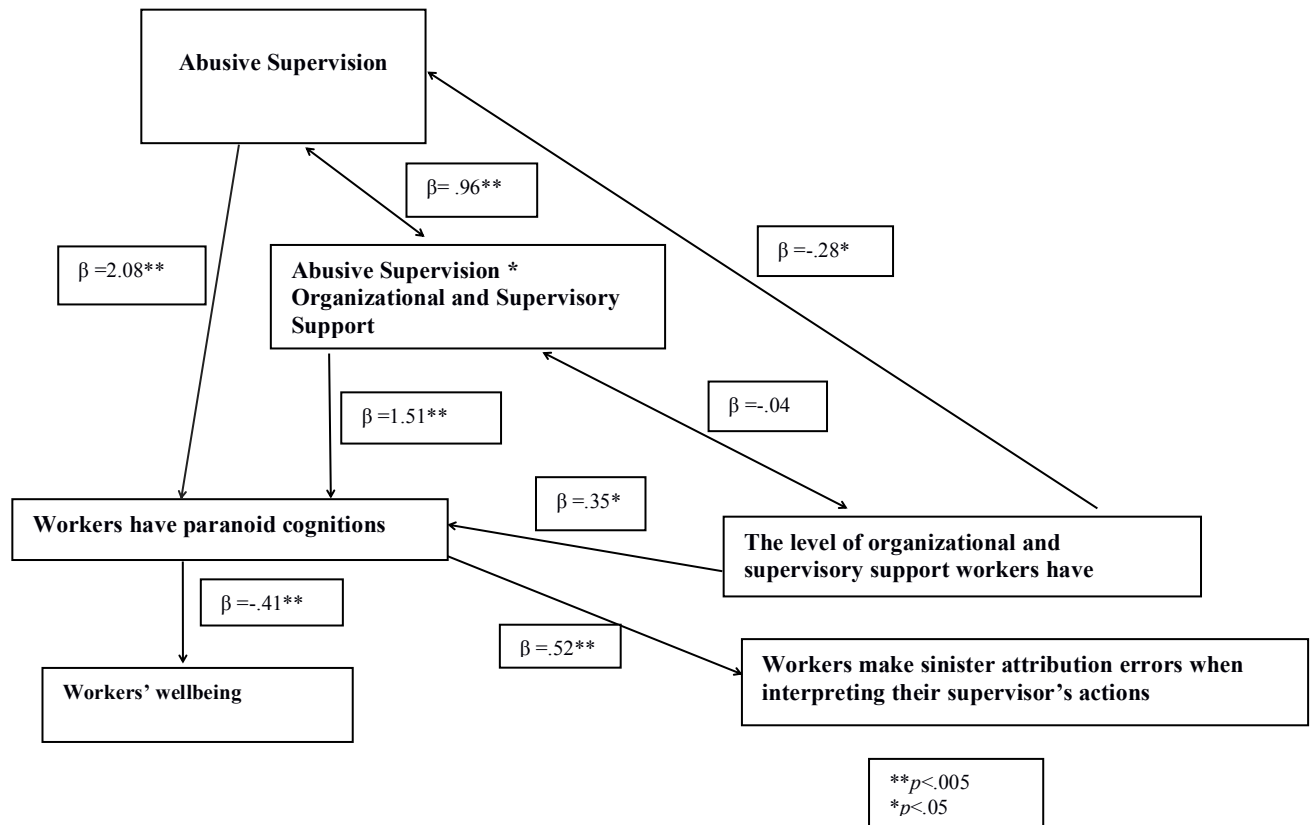 Abusive Supervision
β= .96**
β =-.28*
β =2.08**
Abusive Supervision *
Organizational and Supervisory
Support
β =1.51**
β =-.04
β =.35*
Workers have paranoid cognitions
The level of organizational and
supervisory support workers have
β =-.41**
β =.52**
Workers make sinister attribution errors when
interpreting their supervisor’s actions
Workers’ wellbeing
**p<.005
*p<.05